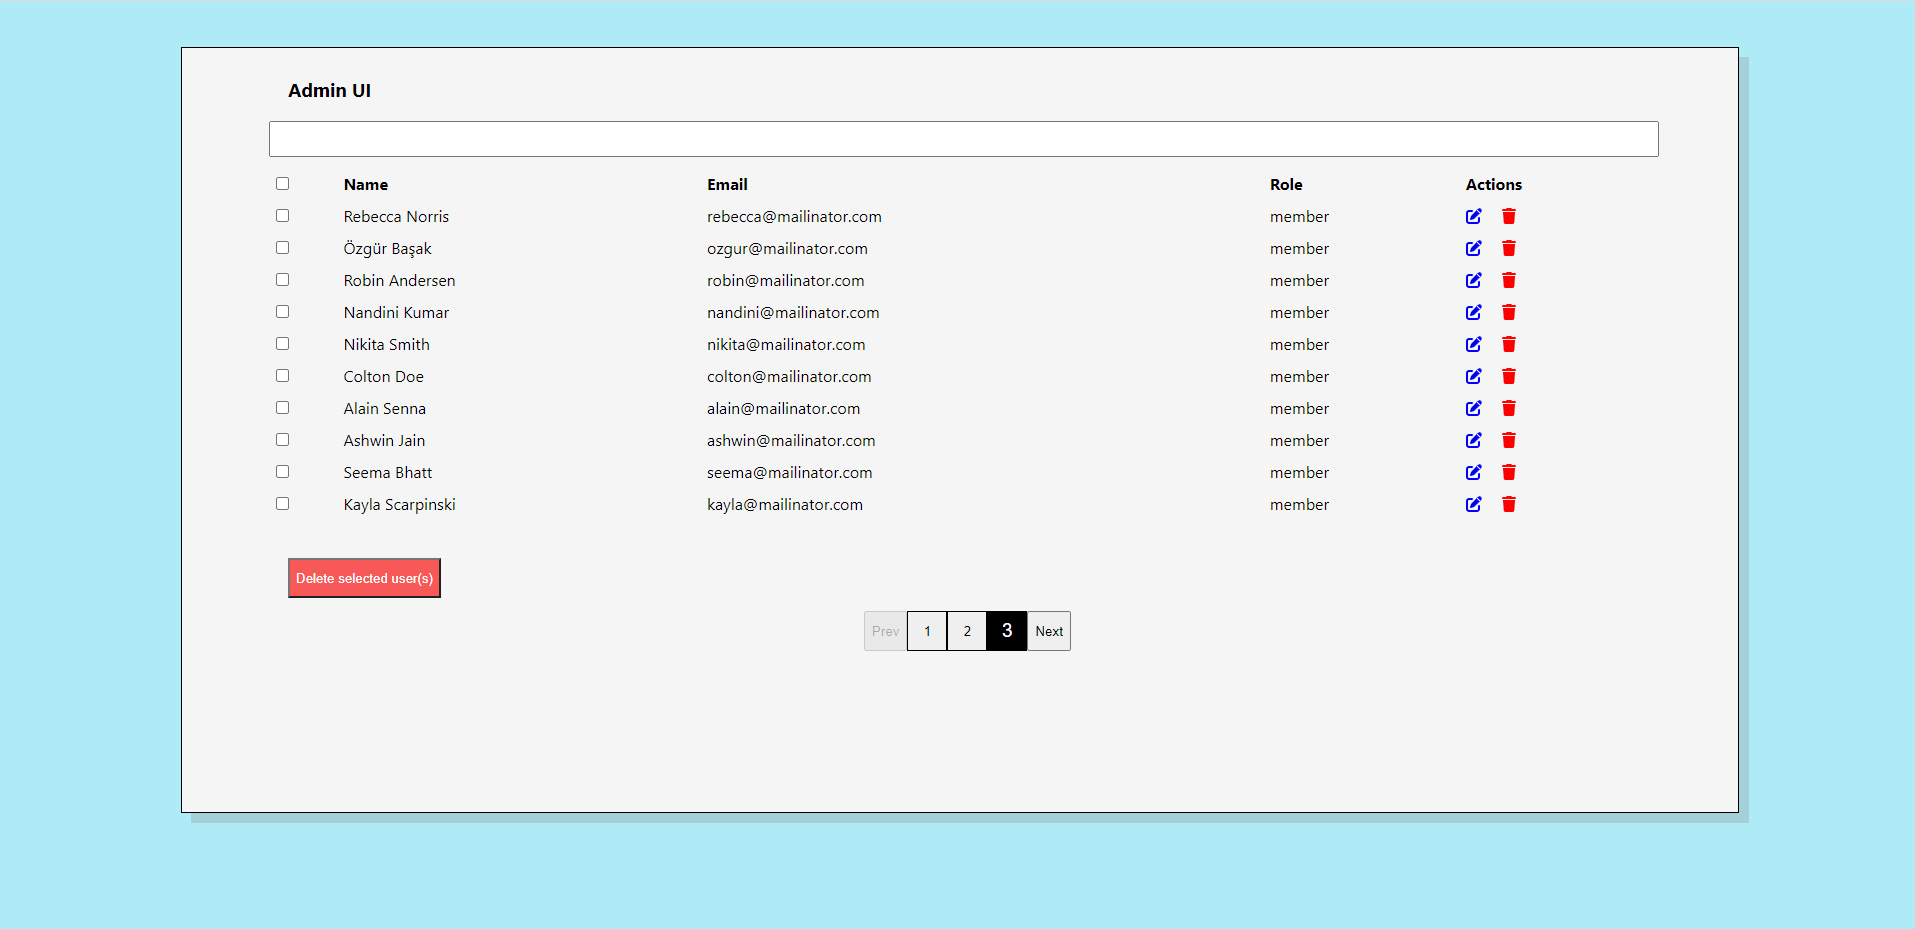 Admin UI
Name Email Role Actions
Rebecca Norris rebecca@mailinator.com member
Özgür Başak ozgur@mailinator.com member
Robin Andersen robin@mailinator.com member
Nandini Kumar nandini@mailinator.com member
Nikita Smith nikita@mailinator.com member
Colton Doe colton@mailinator.com member
Alain Senna alain@mailinator.com member
Ashwin Jain ashwin@mailinator.com member
Seema Bhatt seema@mailinator.com member
Kayla Scarpinski kayla@mailinator.com member
Delete selected user(s)
Prev 1 2 3 Next